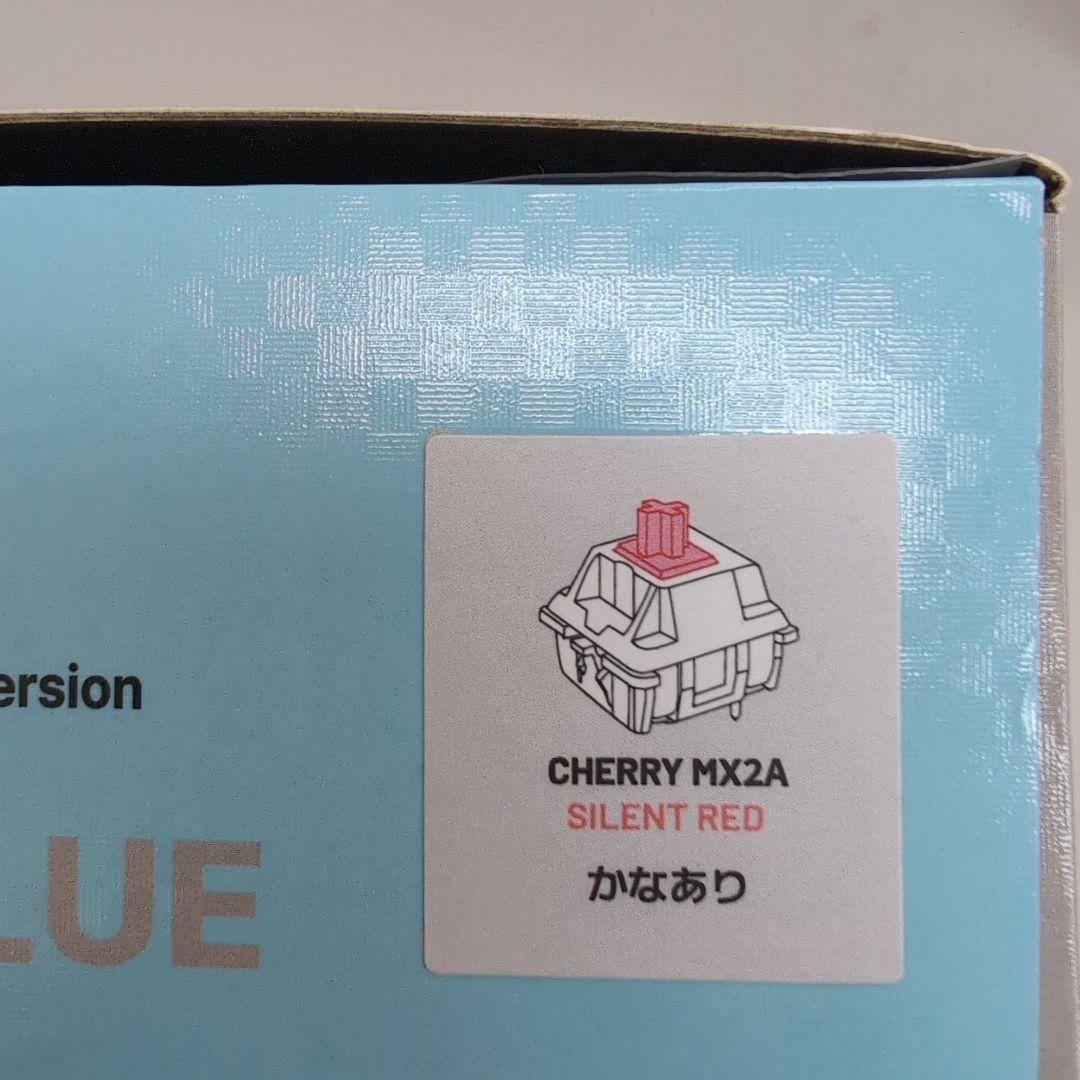 ersion
LUE
CHERRY MX2A
SILENT RED
かなあり